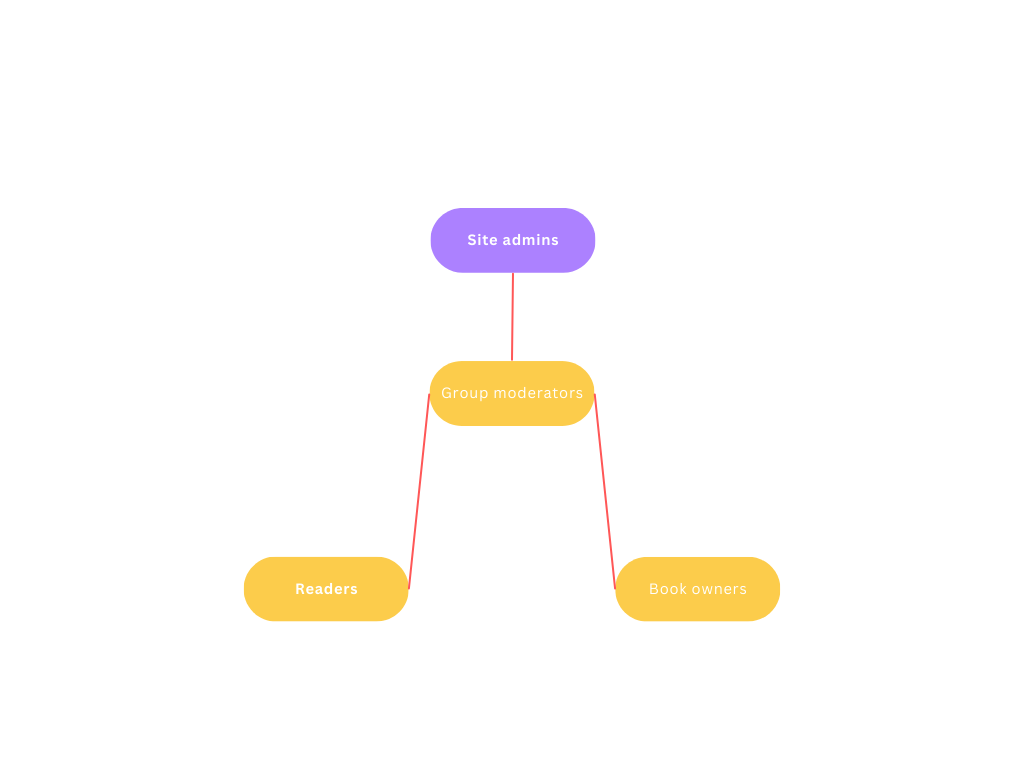 Site admins
Group moderators
Readers
Book owners